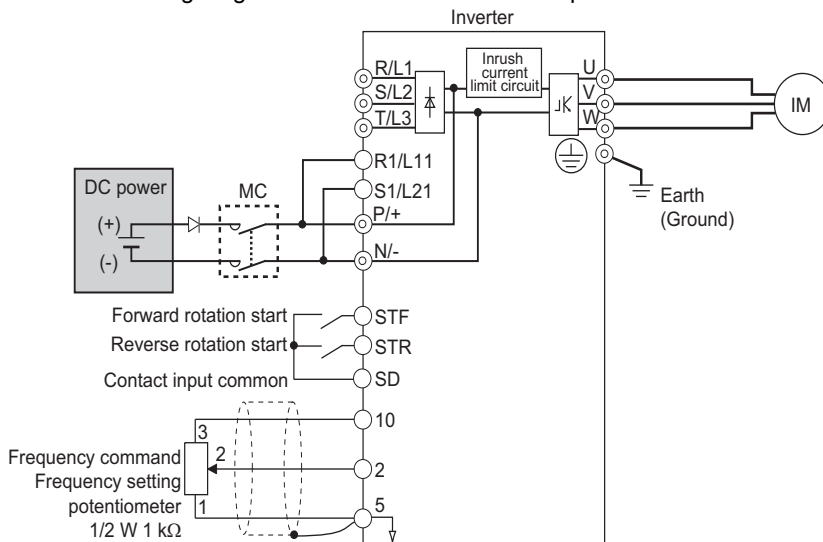 Inverter
R/L1
S/L2
T/L3
Inrush
current
limit circuit
U
V
W
IM
R1/L11
S1/L21
P/+
N/-
DC power
(+)
(-)
MC
Earth
(Ground)
Forward rotation start
STF
Reverse rotation start
STR
Contact input common
SD
10
3
2
2
Frequency command
Frequency setting
potentiometer
1/2 W 1 kΩ
1
5